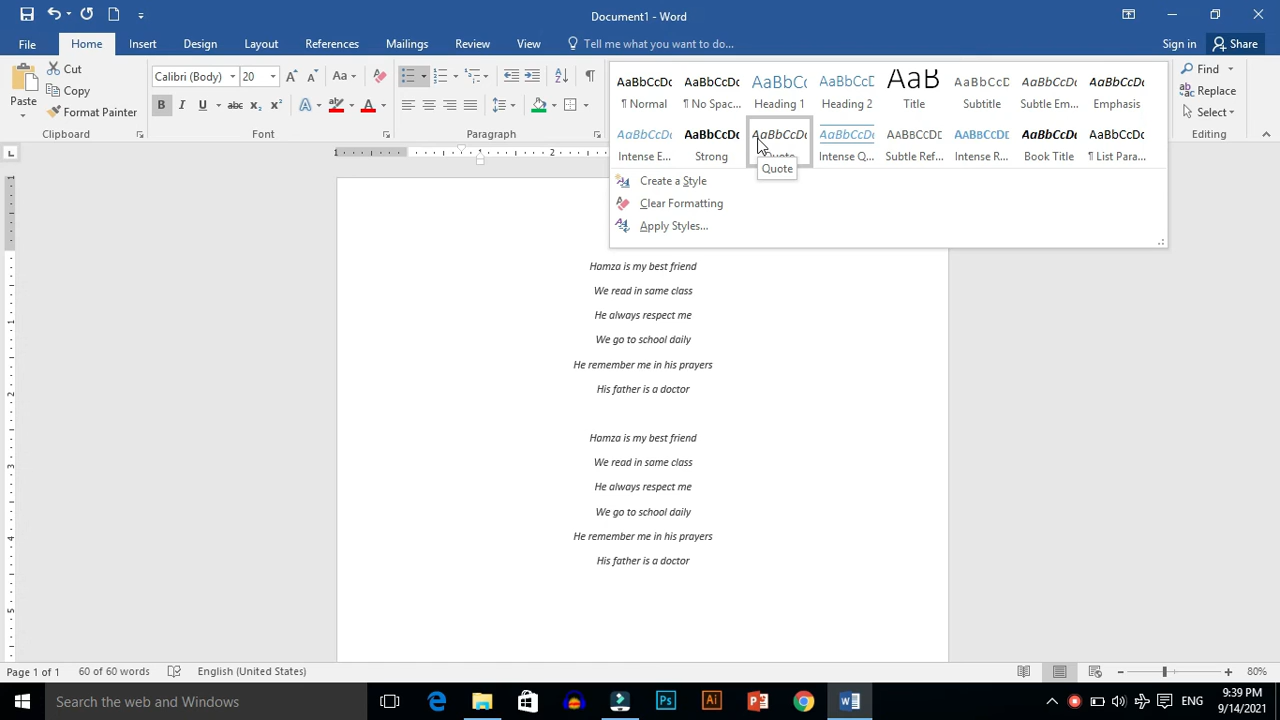 Document1 - Word
File Home Insert Design Layout References Mailings Review View Tell me what you want to do... Sign in Share
Paste
Cut
Copy
Format Painter
Clipboard
Calibri (Body) 20
Font
Paragraph
AaBbCcDc AaBbCcDc AaBbCc AaBbCcD AaB AaBbCcD AaBbCcDc AaBbCcDc
¶ Normal ¶ No Spac... Heading Heading 2 Title Subtitle Subtle Em... Emphasis
AaBbCcDc AaBbCcDc AaBbCcDc AaBbCcDc AABBCCDD AABBCCDD AaBbCcDc AaBbCcDc
Intense E... Strong Quote Intense Q... Subtle Ref... Intense R... Book Title ¶ List Para...
Quote
Create a Style
Clear Formatting
Apply Styles...
Find
Replace
Select
Editing
Hamza is my best friend
We read in same class
He always respect me
We go to school daily
He remember me in his prayers
His father is a doctor
Hamza is my best friend
We read in same class
He always respect me
We go to school daily
He remember me in his prayers
His father is a doctor
Page 1 of 1 60 of 60 words English (United States) 80%
Search the web and Windows
ENG
9:39 PM
9/14/2021